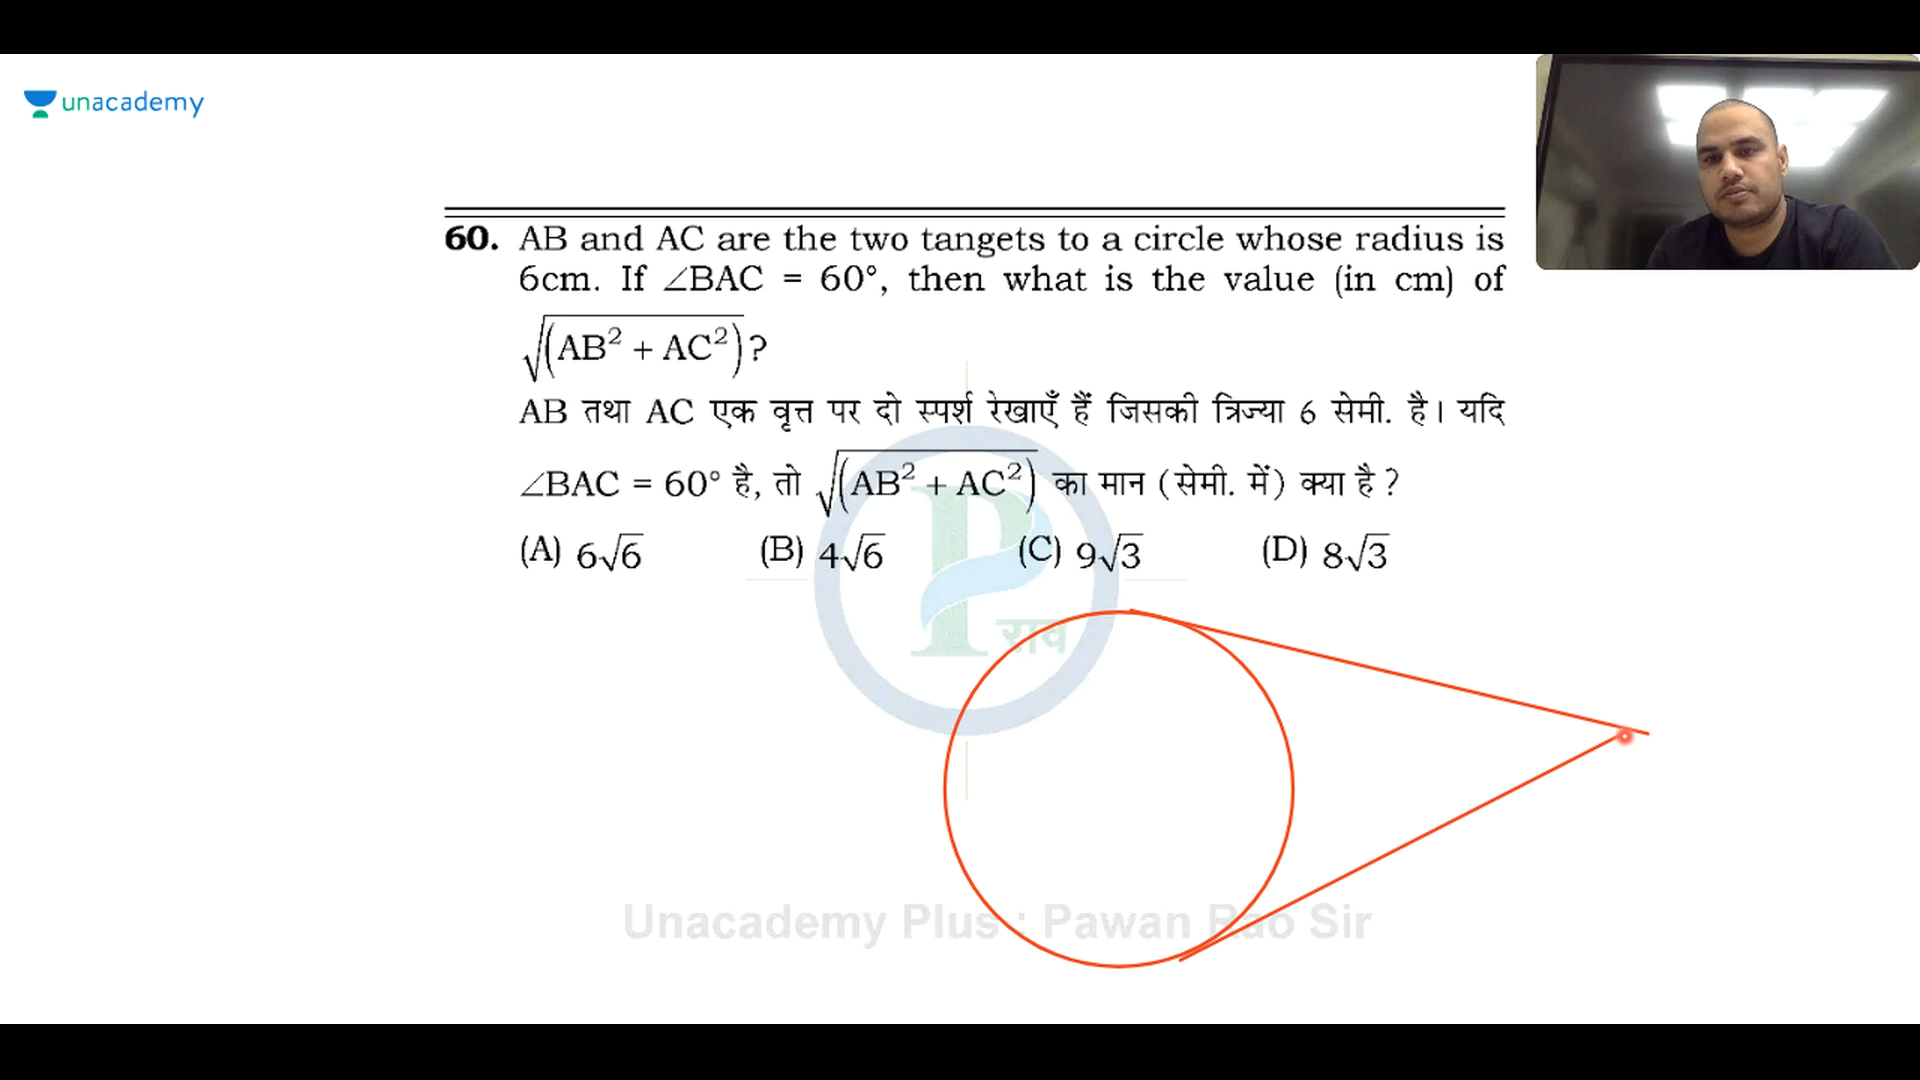 unacademy
60. AB and AC are the two tangets to a circle whose radius is
6cm. If ∠BAC = 60°, then what is the value (in cm) of
√(AB² + AC²)?
AB तथा AC एक वृत्त पर दो स्पर्श रेखाएँ हैं जिसकी त्रिज्या 6 सेमी. है। यदि
∠BAC = 60° है, तो √(AB² + AC²) का मान (सेमी. में) क्या है?
(A) 6√6 (B) 4√6 (C) 9√3 (D) 8√3
P राव
Unacademy Plus : Pawan Rao Sir